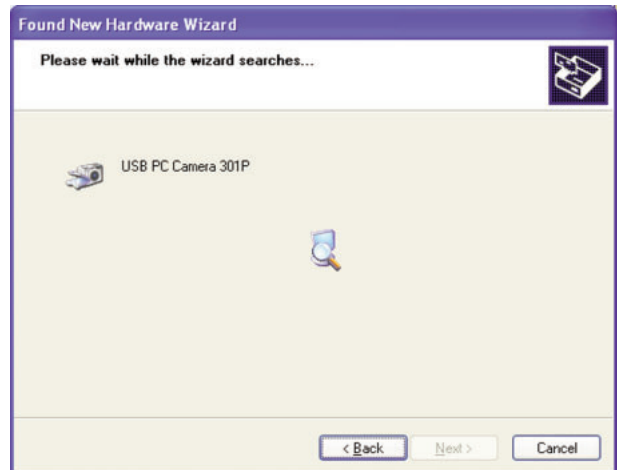 Found New Hardware Wizard
Please wait while the wizard searches...
USB PC Camera 301P
< Back
Next >
Cancel